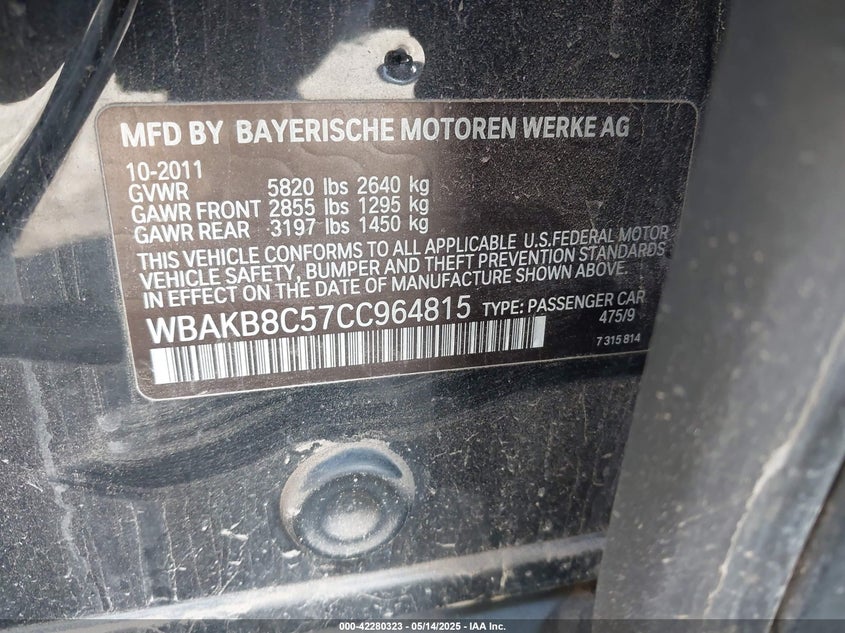 MFD BY BAYERISCHE MOTOREN WERKE AG
10-2011
GVWR 5820 lbs 2640 kg
GAWR FRONT 2855 lbs 1295 kg
GAWR REAR 3197 lbs 1450 kg
THIS VEHICLE CONFORMS TO ALL APPLICABLE U.S.FEDERAL MOTOR
VEHICLE SAFETY, BUMPER AND THEFT PREVENTION STANDARDS
IN EFFECT ON THE DATE OF MANUFACTURE SHOWN ABOVE.
WBAKB8C57CC964815 TYPE: PASSENGER CAR
475/9
7 315 814
000-42280323 - 05/14/2025 - IAA, Inc.